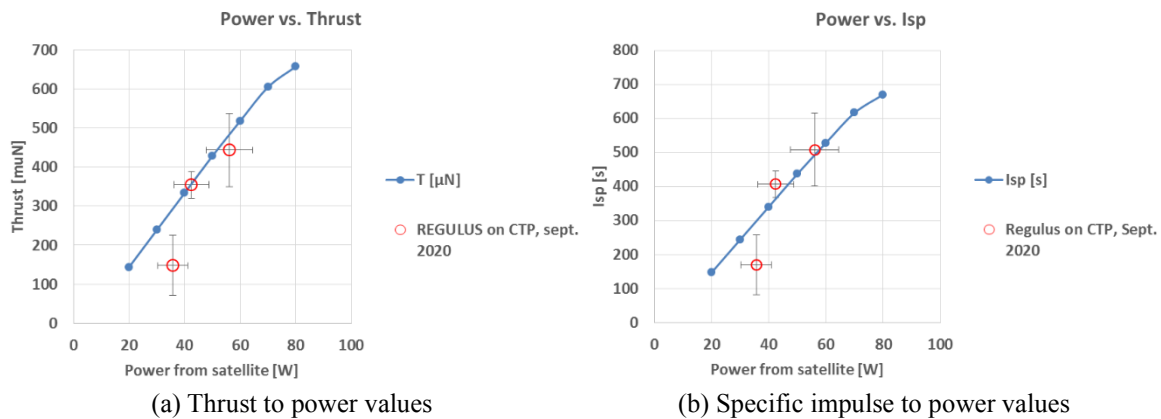 Power vs. Thrust
Thrust [muN]
700
600
500
400
300
200
100
0
0
20
40
60
80
100
Power from satellite [W]
T [µN]
REGULUS on CTP, sept.
2020
(a) Thrust to power values
Power vs. Isp
Isp [s]
800
700
600
500
400
300
200
100
0
0
20
40
60
80
100
Power from satellite [W]
Isp [s]
Regulus on CTP, Sept.
2020
(b) Specific impulse to power values